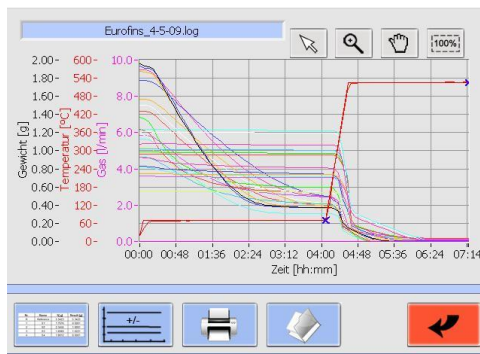 Eurofins_4-5-09.log
100%
2.00 600 10.0
1.80 540
1.60 480 8.0
1.40 420
1.20 360 6.0
1.00 300
0.80 240 4.0
0.60 180
0.40 120 2.0
0.20 60
0.00 0 0.0
Gewicht [g]
Temperatur [°C]
Gas [l/min]
00:00 00:48 01:36 02:24 03:12 04:00 04:48 05:36 06:24 07:14
Zeit [hh:mm]
+/-